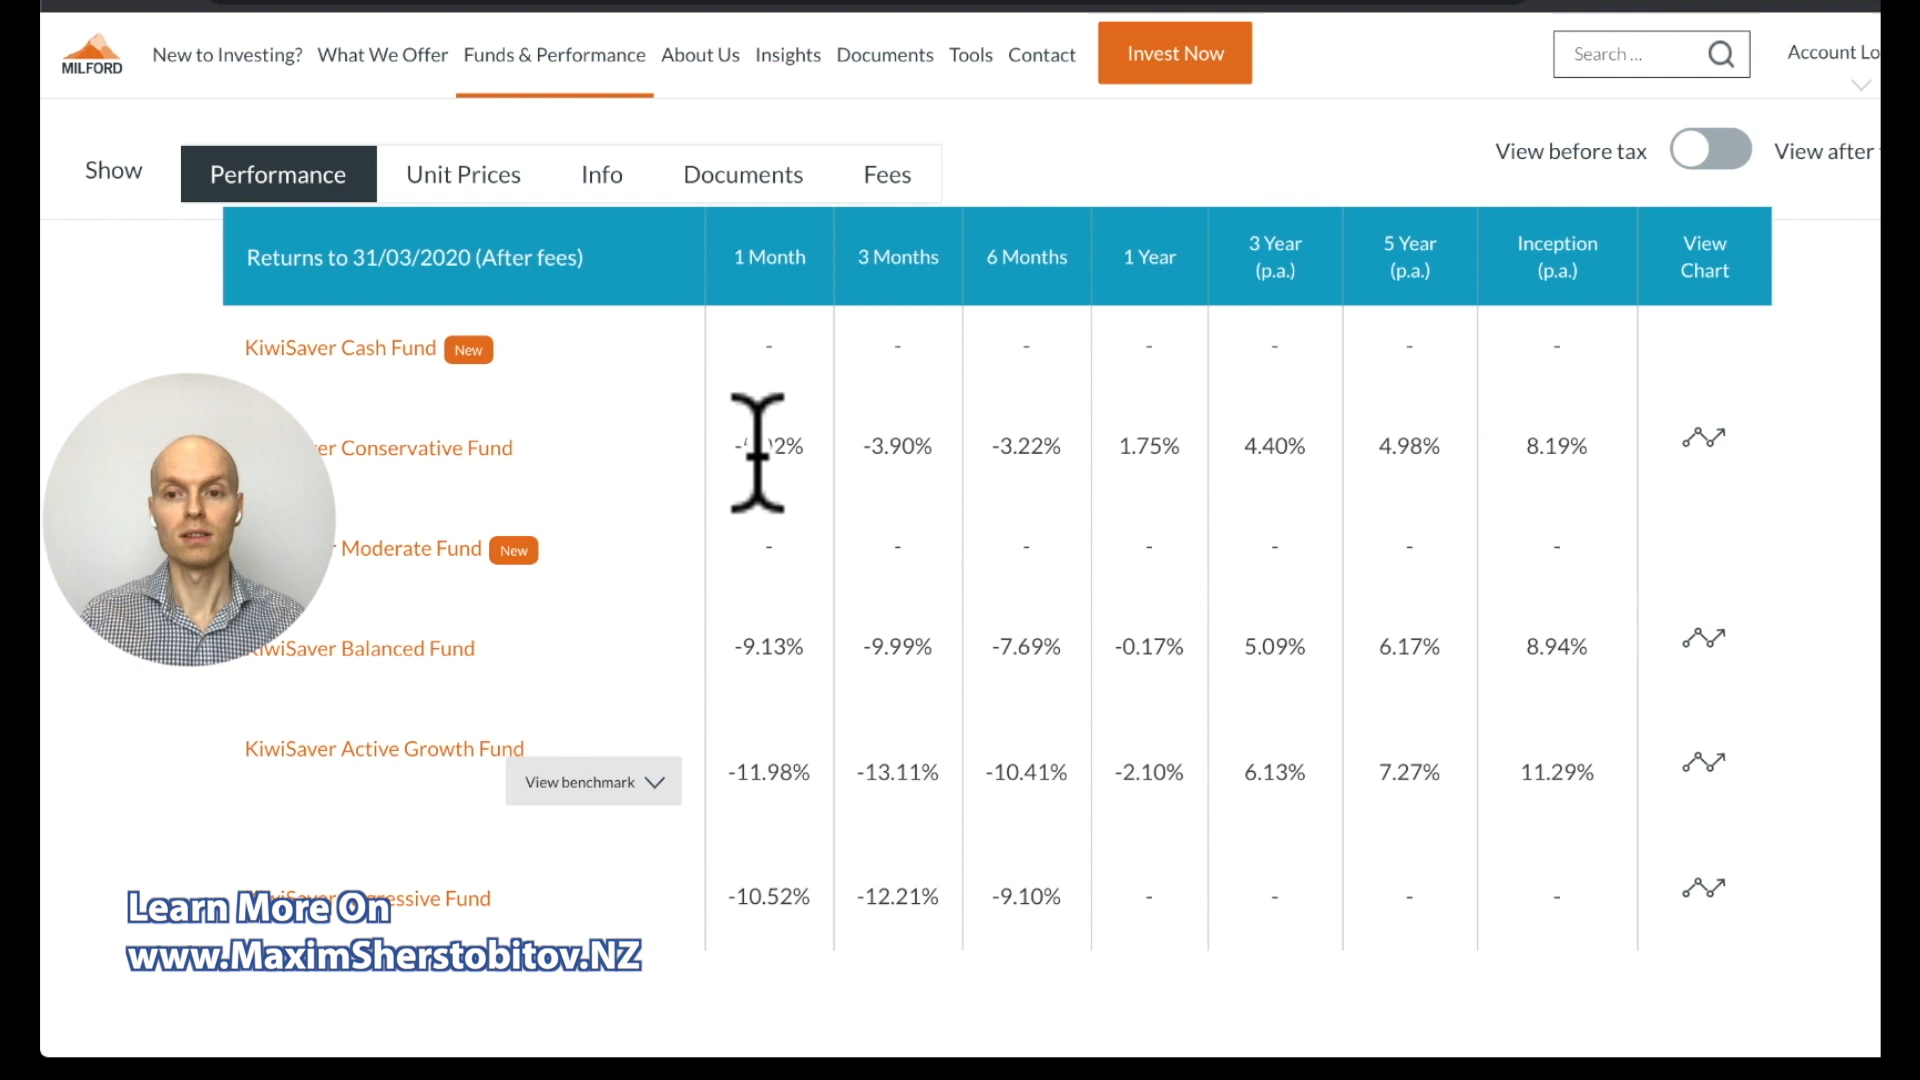 MILFORD
New to Investing? What We Offer Funds & Performance About Us Insights Documents Tools Contact Invest Now Search ... Account Lo
Show Performance Unit Prices Info Documents Fees View before tax View after
Returns to 31/03/2020 (After fees) 1 Month 3 Months 6 Months 1 Year 3 Year (p.a.) 5 Year (p.a.) Inception (p.a.) View Chart
KiwiSaver Cash Fund New - - - - - - -
er Conservative Fund 2% -3.90% -3.22% 1.75% 4.40% 4.98% 8.19%
r Moderate Fund New - - - - - - -
KiwiSaver Balanced Fund -9.13% -9.99% -7.69% -0.17% 5.09% 6.17% 8.94%
KiwiSaver Active Growth Fund
View benchmark -11.98% -13.11% -10.41% -2.10% 6.13% 7.27% 11.29%
KiwiSaver Aggressive Fund -10.52% -12.21% -9.10% - - - -
Learn More On
www.MaximSherstobitov.NZ